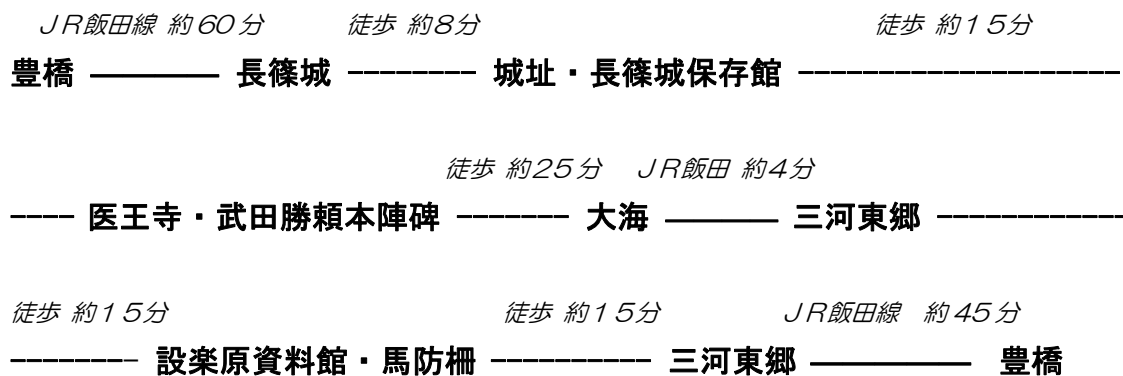 JR飯田線 約60分 徒歩 約8分 徒歩 約15分
豊橋 ――――― 長篠城 -------- 城址・長篠城保存館 --------------------
徒歩 約25分 JR飯田 約4分
---- 医王寺・武田勝頼本陣碑 ------- 大海 ――――― 三河東郷 ------------
徒歩 約15分 徒歩 約15分 JR飯田線 約45分
-------- 設楽原資料館・馬防柵 ---------- 三河東郷 ――――― 豊橋